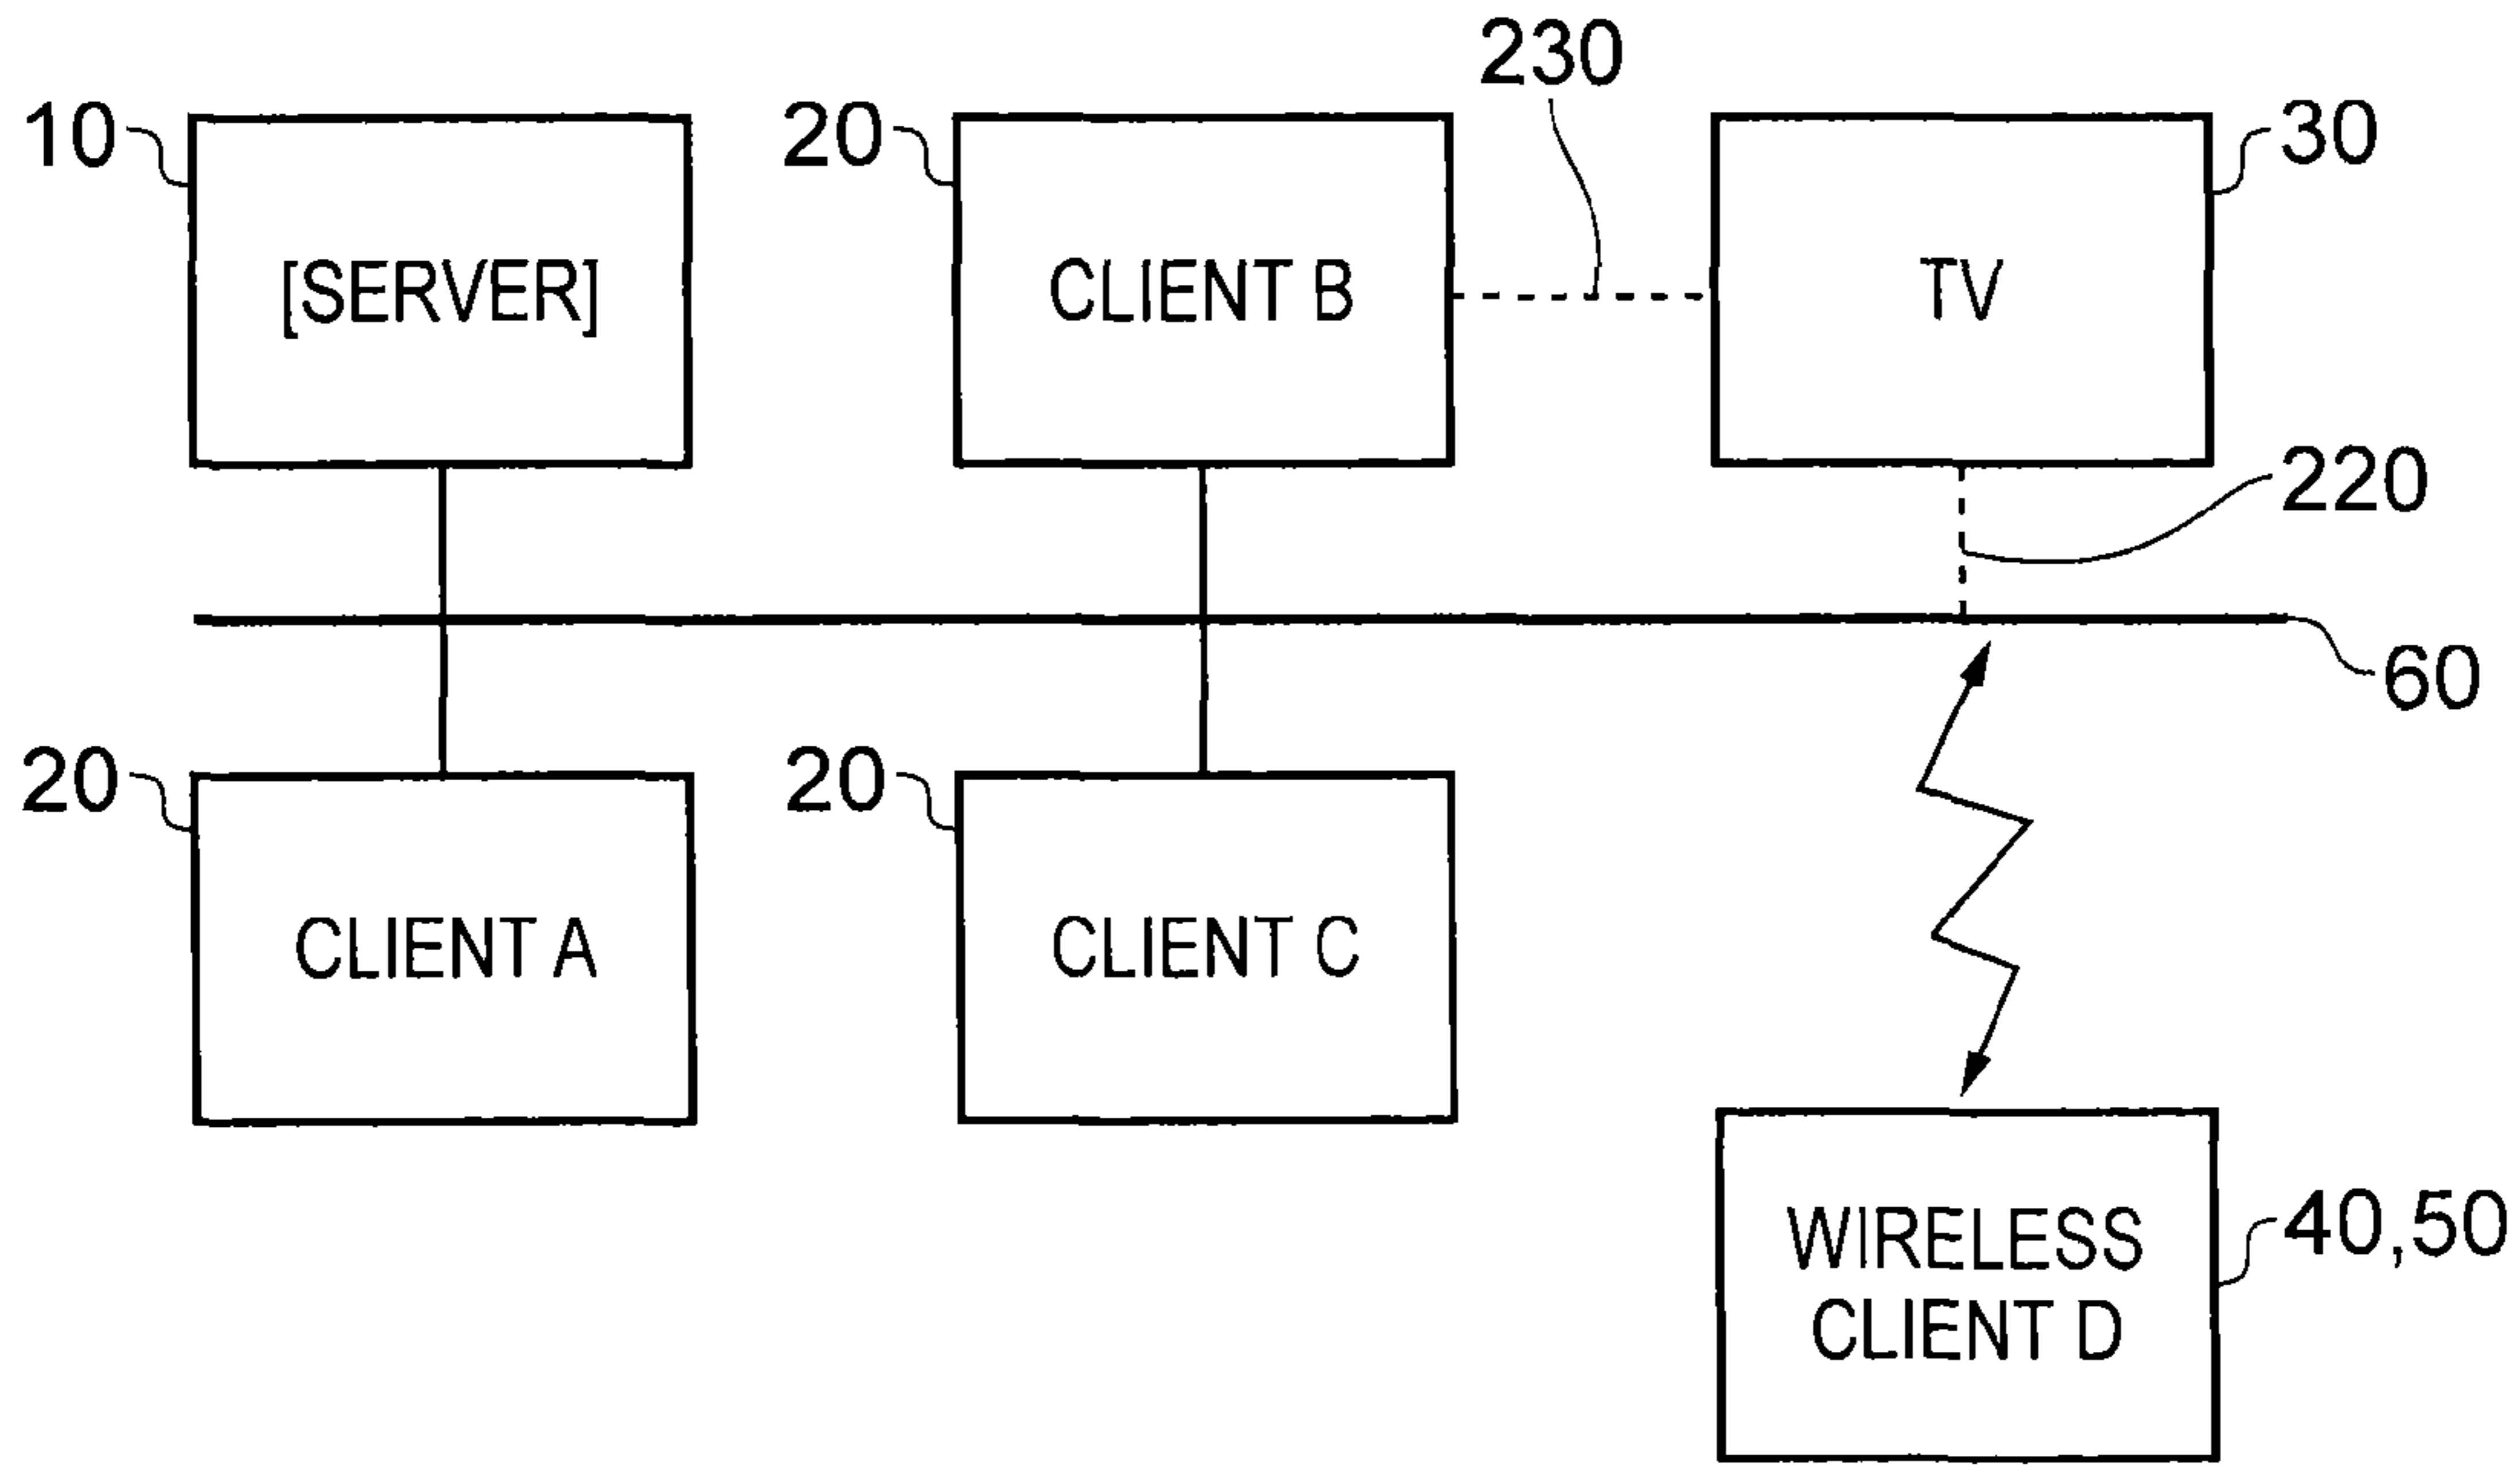 230
10
20
30
[SERVER]
CLIENT B
TV
220
60
20
20
CLIENT A
CLIENT C
40,50
WIRELESS
CLIENT D